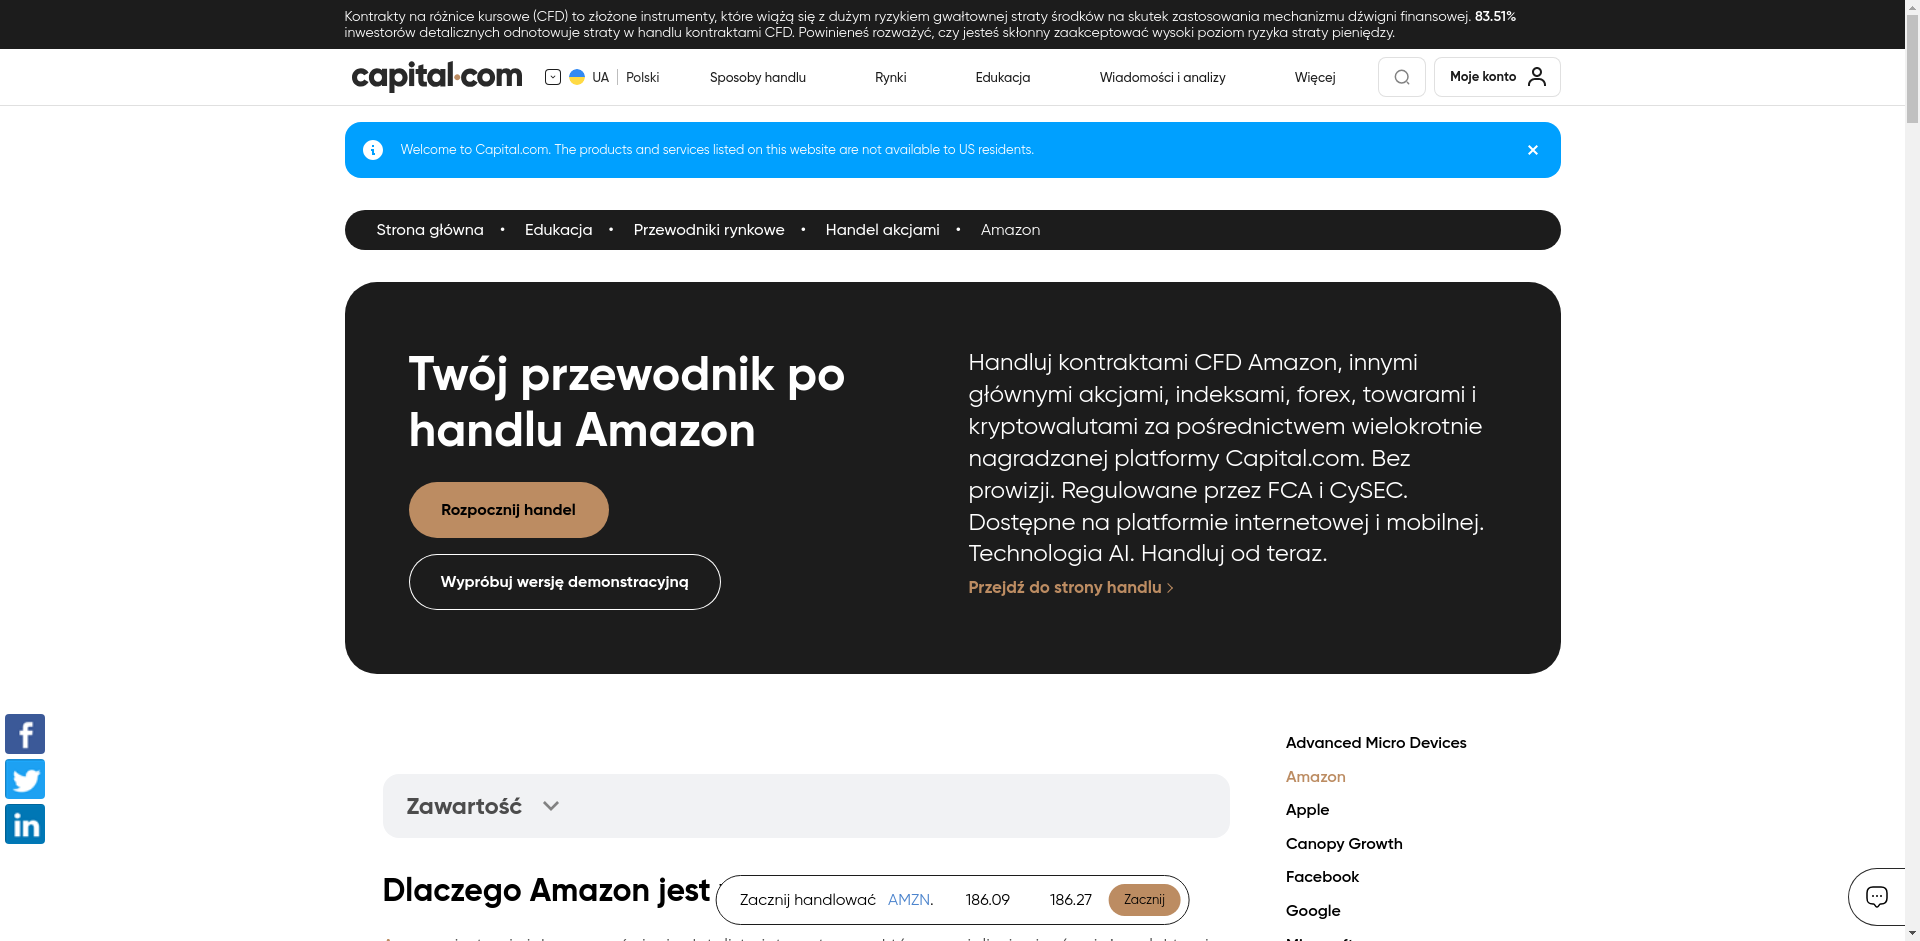 Kontrakty na różnice kursowe (CFD) to złożone instrumenty, które wiążą się z dużym ryzykiem gwałtownej straty środków na skutek zastosowania mechanizmu dźwigni finansowej. 83.51%
inwestorów detalicznych odnotowuje straty w handlu kontraktami CFD. Powinieneś rozważyć, czy jesteś skłonny zaakceptować wysoki poziom ryzyka straty pieniędzy.
capital.com
UA
Polski
Sposoby handlu
Rynki
Edukacja
Wiadomości i analizy
Więcej
Moje konto
Welcome to Capital.com. The products and services listed on this website are not available to US residents.
Strona główna • Edukacja • Przewodniki rynkowe • Handel akcjami • Amazon
Twój przewodnik po
handlu Amazon
Rozpocznij handel
Wypróbuj wersję demonstracyjną
Handluj kontraktami CFD Amazon, innymi
głównymi akcjami, indeksami, forex, towarami i
kryptowalutami za pośrednictwem wielokrotnie
nagradzanej platformy Capital.com. Bez
prowizji. Regulowane przez FCA i CySEC.
Dostępne na platformie internetowej i mobilnej.
Technologia AI. Handluj od teraz.
Przejdź do strony handlu
Zawartość
Dlaczego Amazon jest
Zacznij handlować AMZN. 186.09 186.27 Zacznij
Advanced Micro Devices
Amazon
Apple
Canopy Growth
Facebook
Google